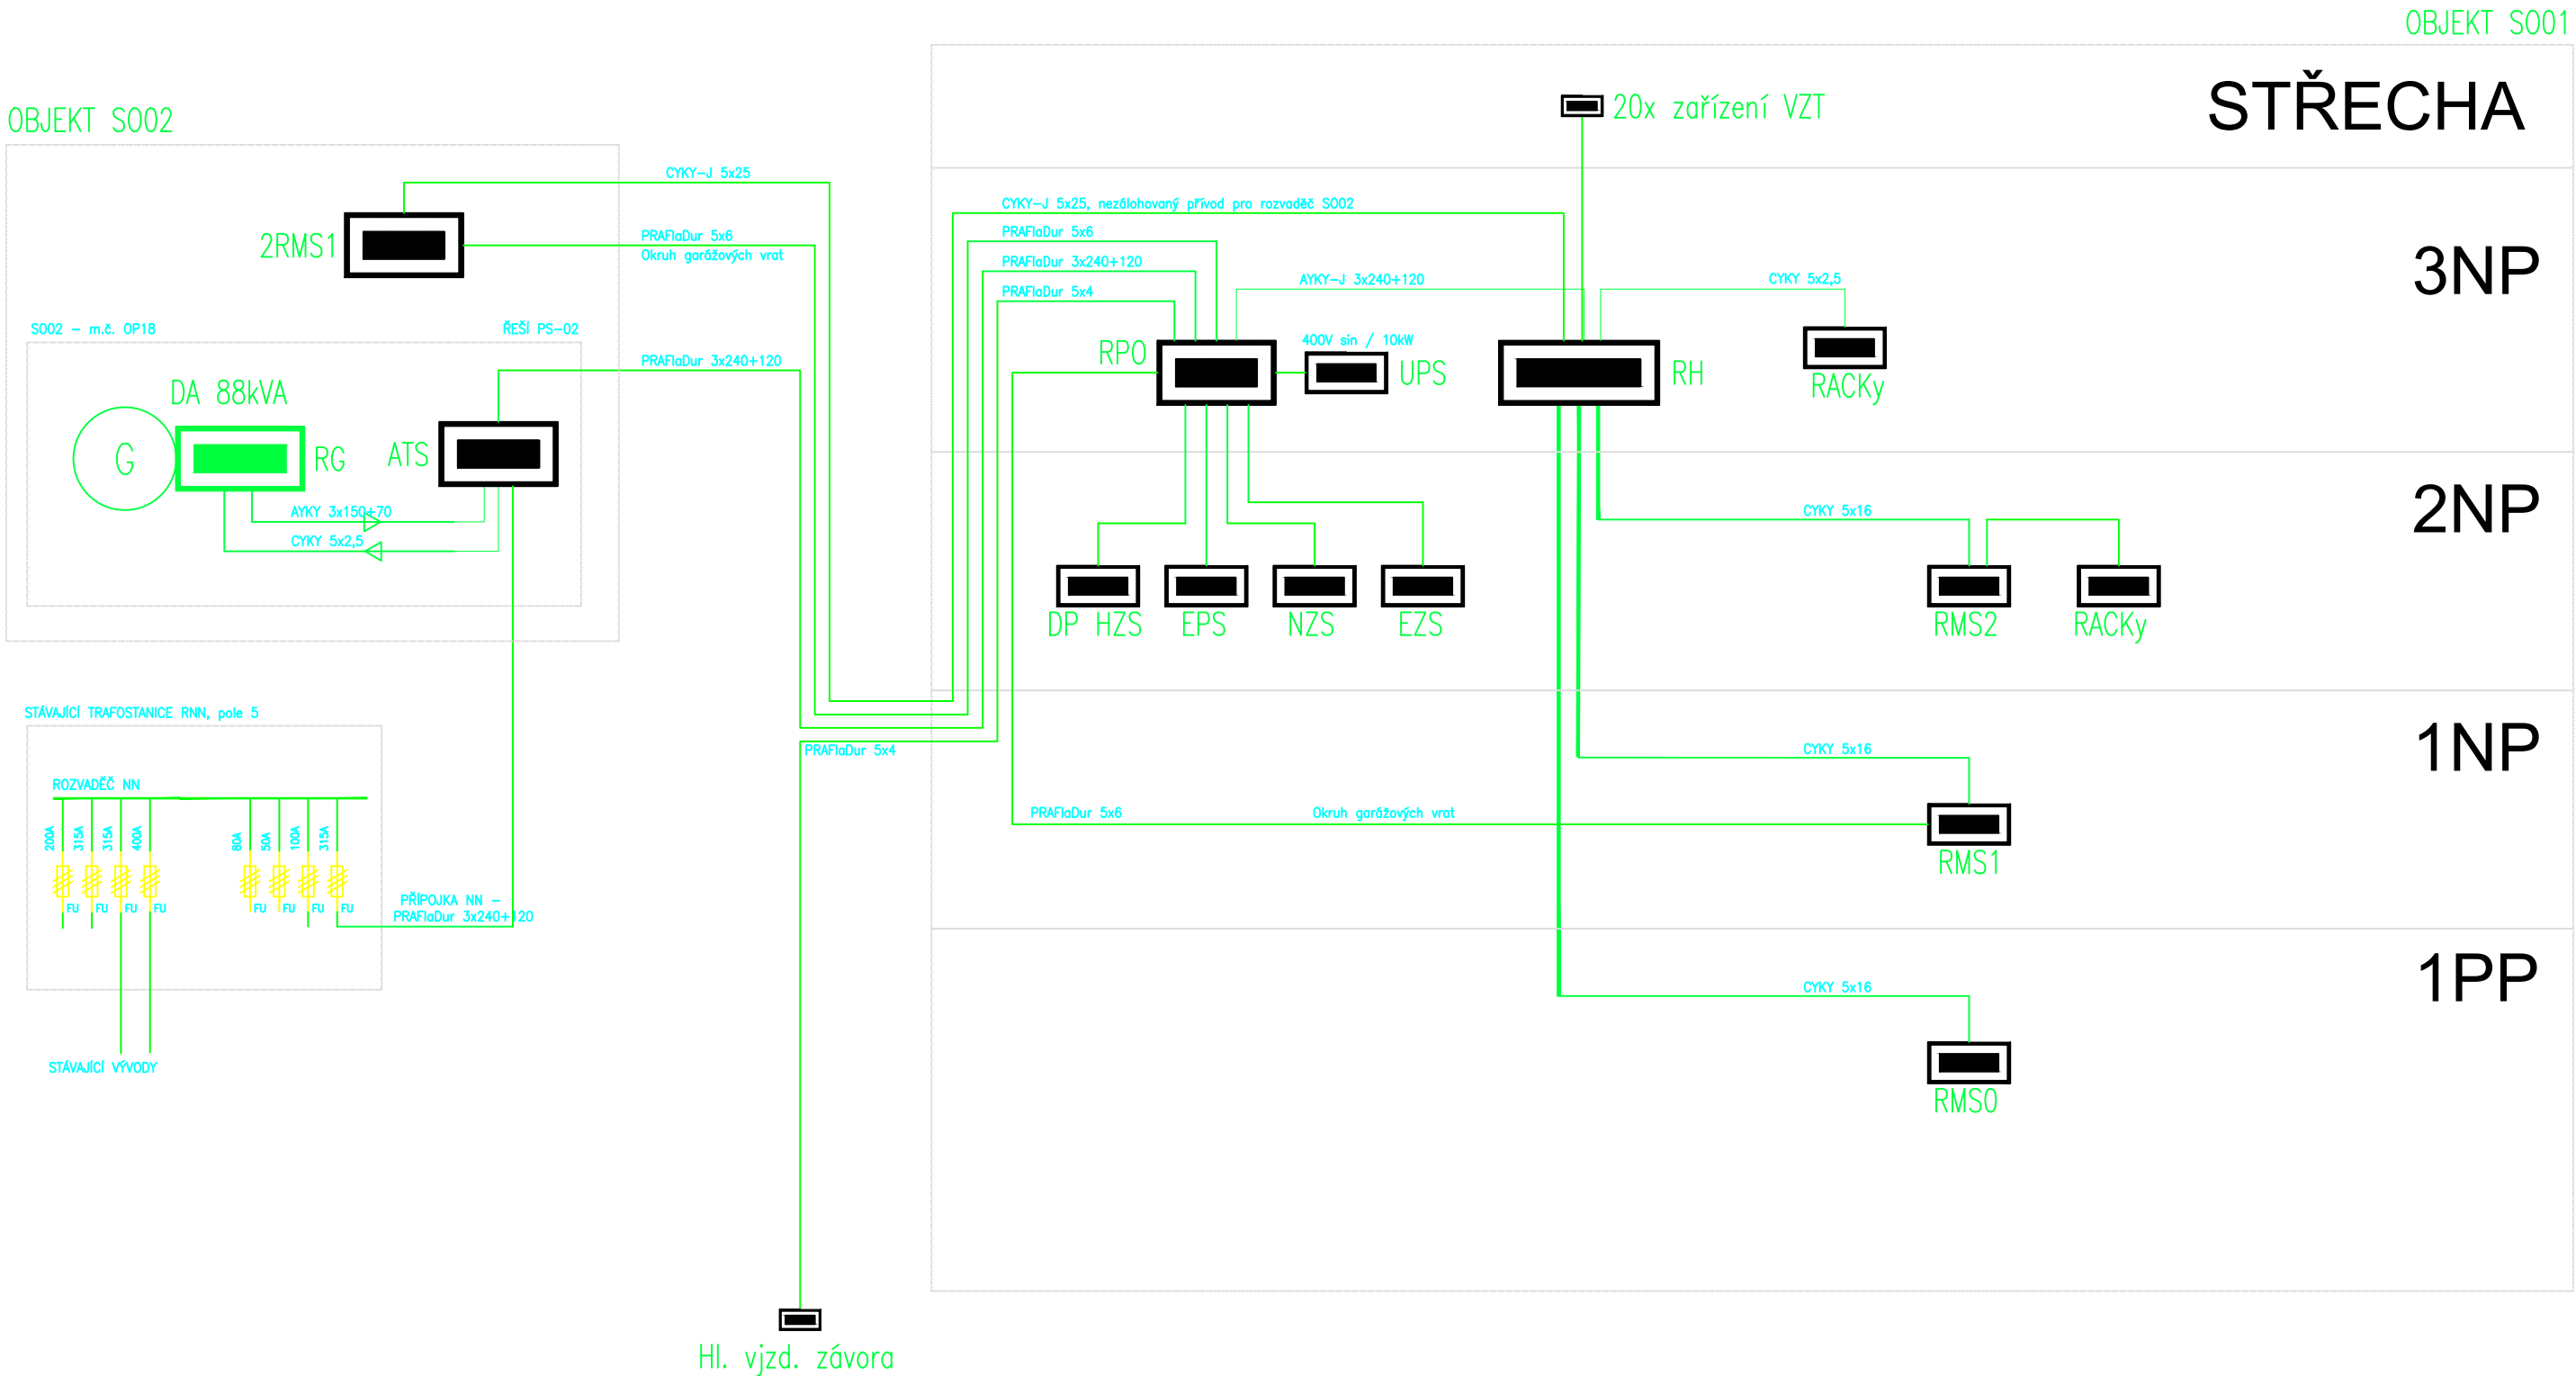 OBJEKT SO01
STŘECHA
20x zařízení VZT
OBJEKT SO02
CYKY-J 5x25
2RMS1
PRAFlaDur 5x6
Okruh garážových vrat
SO02 - m.č. OP18
ŘEŠÍ PS-02
PRAFlaDur 3x240+120
DA 88kVA
G
RG
ATS
AYKY 3x150+70
CYKY 5x2,5
CYKY-J 5x25, nezálohovaný přívod pro rozvaděč SO02
PRAFlaDur 5x6
PRAFlaDur 3x240+120
PRAFlaDur 5x4
AYKY-J 3x240+120
CYKY 5x2,5
3NP
RPO
400V sin / 10kW
UPS
RH
RACKy
2NP
CYKY 5x16
DP HZS
EPS
NZS
EZS
RMS2
RACKy
STÁVAJÍCÍ TRAFOSTANICE RNN, pole 5
ROZVADĚČ NN
200A
315A
315A
400A
80A
50A
100A
315A
FU
FU
FU
FU
FU
FU
FU
FU
PŘÍPOJKA NN -
PRAFlaDur 3x240+120
STÁVAJÍCÍ VÝVODY
PRAFlaDur 5x4
1NP
CYKY 5x16
PRAFlaDur 5x6
Okruh garážových vrat
RMS1
1PP
CYKY 5x16
RMS0
Hl. vjzd. závora